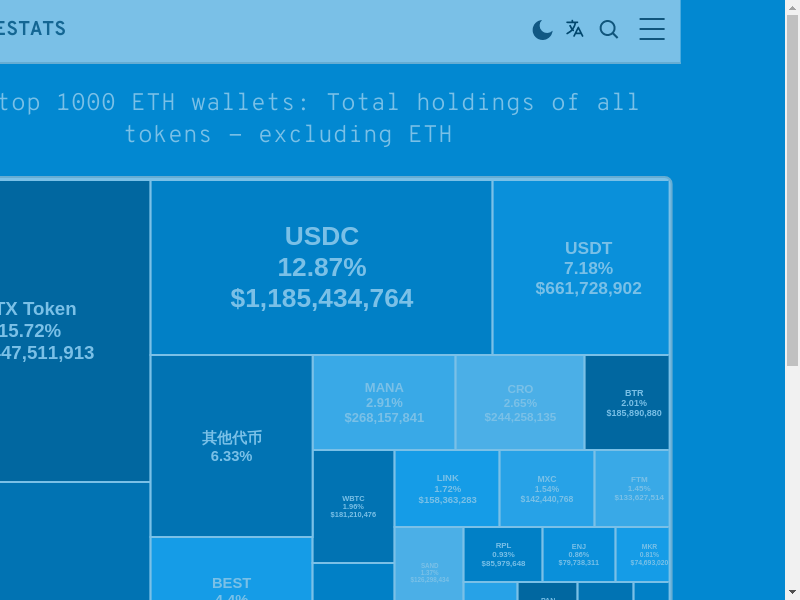 ESTATS
top 1000 ETH wallets: Total holdings of all
tokens – excluding ETH
TX Token
15.72%
47,511,913
USDC
12.87%
$1,185,434,764
USDT
7.18%
$661,728,902
其他代币
6.33%
MANA
2.91%
$268,157,841
CRO
2.65%
$244,258,135
BTR
2.01%
$185,890,880
WBTC
1.96%
$181,210,476
LINK
1.72%
$158,363,283
MXC
1.54%
$142,440,768
FTM
1.45%
$133,627,514
SAND
RPL
0.93%
$85,979,648
ENJ
0.86%
$79,738,311
MKR
0.81%
$74,693,020
BEST
4.4%